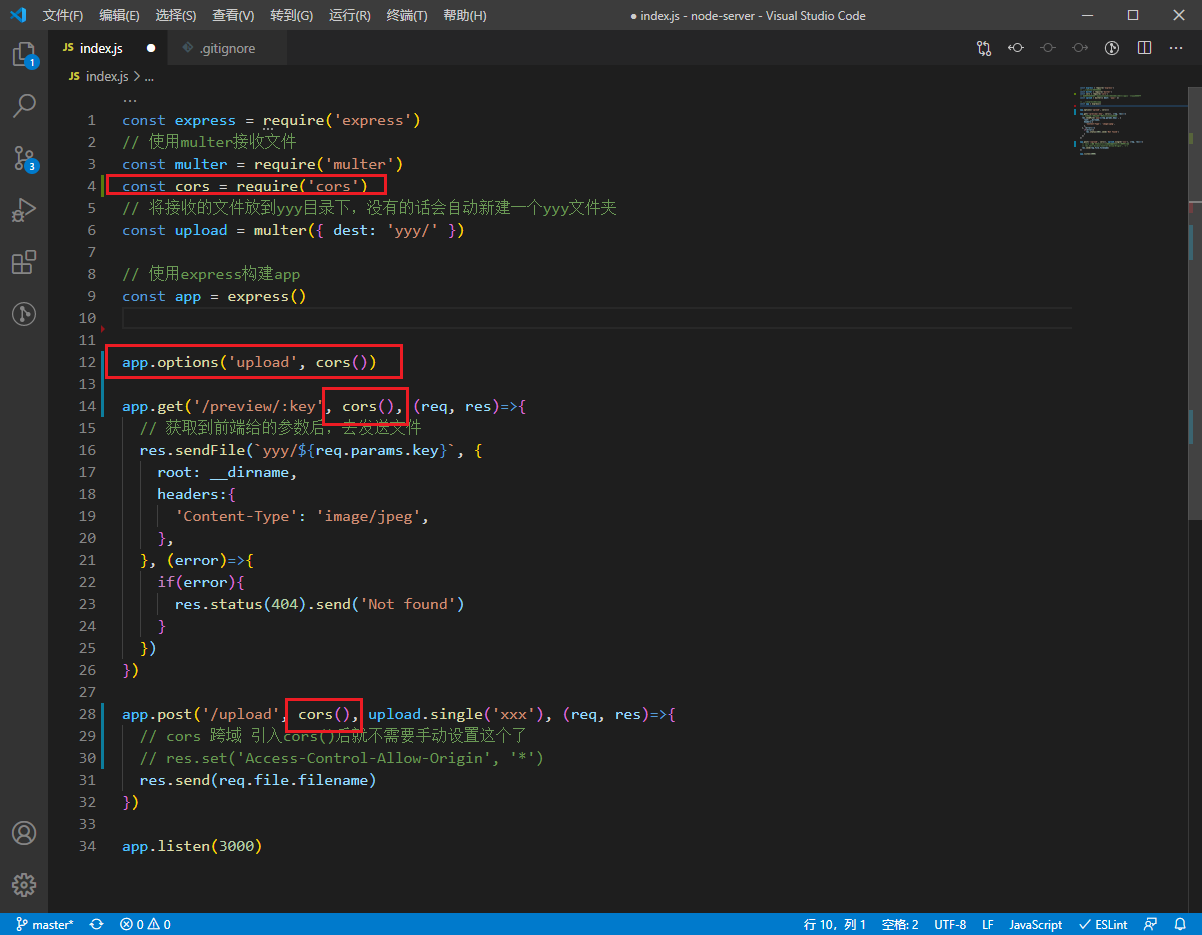 文件(F) 编辑(E) 选择(S) 查看(V) 转到(G) 运行(R) 终端(T) 帮助(H) ● index.js - node-server - Visual Studio Code
JS index.js ● .gitignore
JS index.js > ...
...
1 const express = require('express')
2 // 使用multer接收文件
3 const multer = require('multer')
4 const cors = require('cors')
5 // 将接收的文件放到yyy目录下，没有的话会自动新建一个yyy文件夹
6 const upload = multer({ dest: 'yyy/' })
7
8 // 使用express构建app
9 const app = express()
10
11
12 app.options('upload', cors())
13
14 app.get('/preview/:key', cors(), (req, res)=>{
15 // 获取到前端给的参数后，去发送文件
16 res.sendFile(`yyy/${req.params.key}`, {
17 root: __dirname,
18 headers:{
19 'Content-Type': 'image/jpeg',
20 },
21 }, (error)=>{
22 if(error){
23 res.status(404).send('Not found')
24 }
25 })
26 })
27
28 app.post('/upload', cors(), upload.single('xxx'), (req, res)=>{
29 // cors 跨域 引入cors()后就不需要手动设置这个了
30 // res.set('Access-Control-Allow-Origin', '*')
31 res.send(req.file.filename)
32 })
33
34 app.listen(3000)
1
3
master* 0 0 行 10，列 1 空格: 2 UTF-8 LF JavaScript ESLint